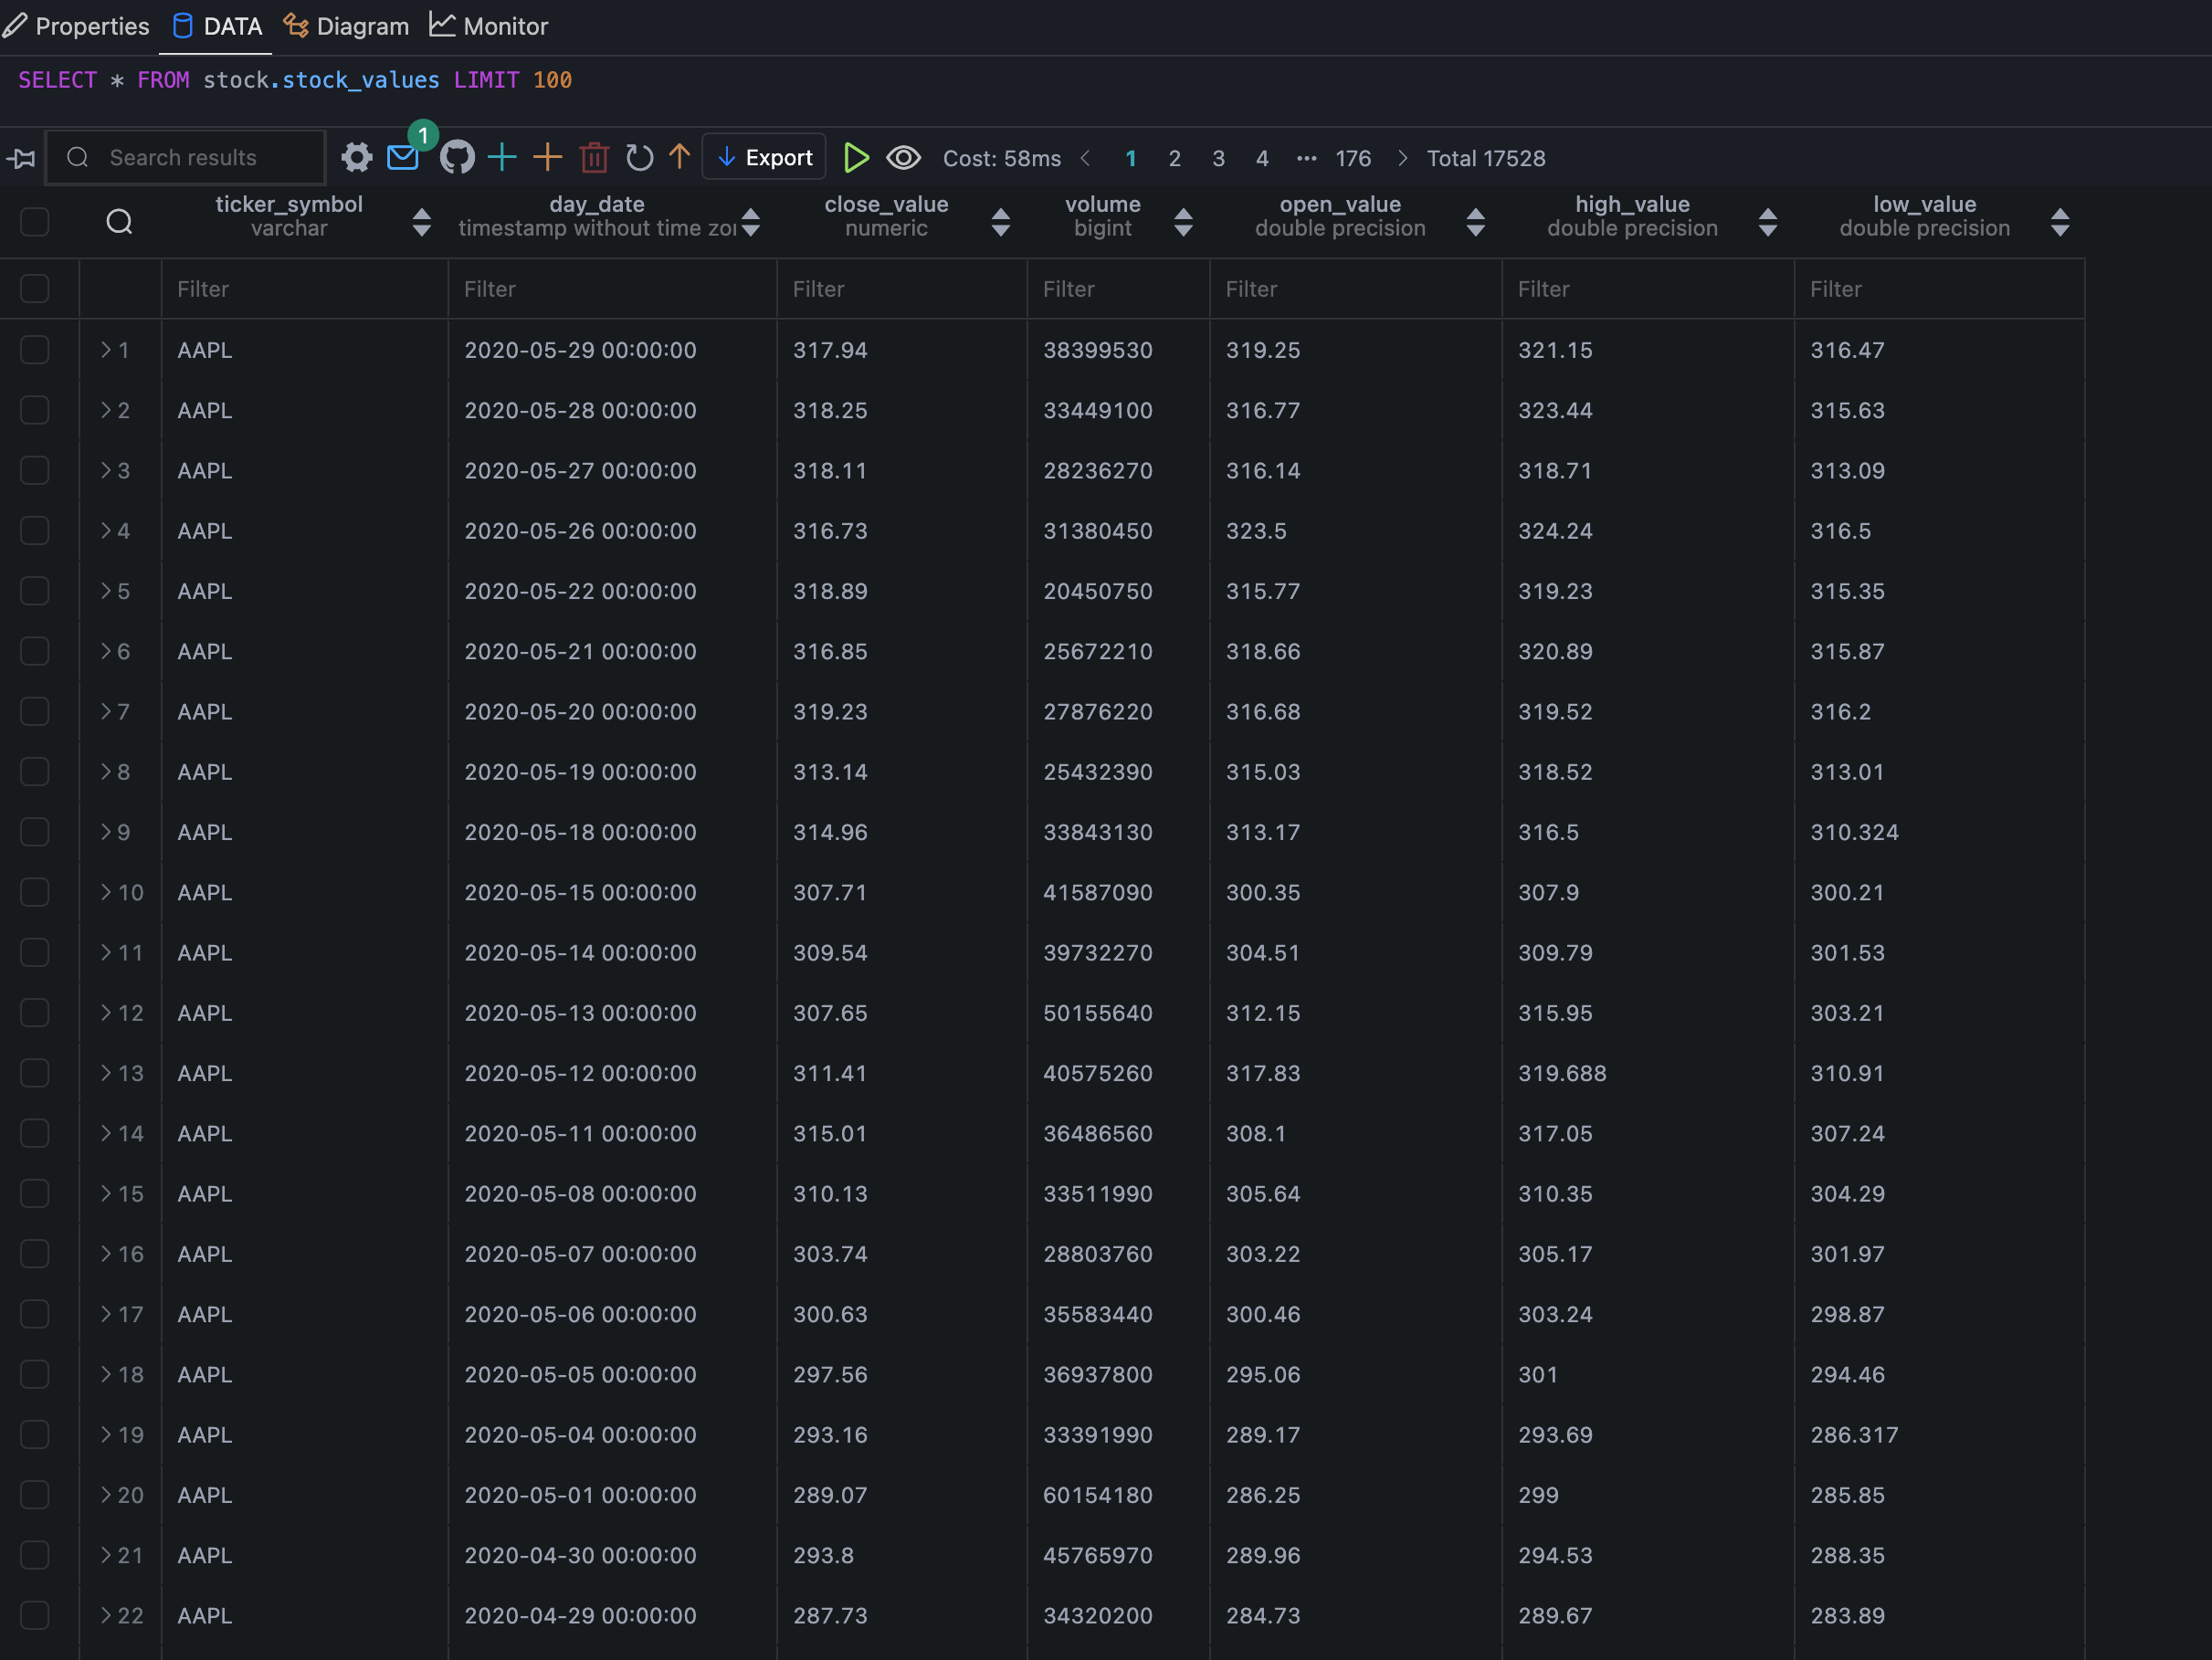 Properties DATA Diagram Monitor
SELECT * FROM stock.stock_values LIMIT 100
Search results 1 Export Cost: 58ms 1 2 3 4 ••• 176 Total 17528
ticker_symbol day_date close_value volume open_value high_value low_value
varchar timestamp without time zo numeric bigint double precision double precision double precision
Filter Filter Filter Filter Filter Filter Filter
1 AAPL 2020-05-29 00:00:00 317.94 38399530 319.25 321.15 316.47
2 AAPL 2020-05-28 00:00:00 318.25 33449100 316.77 323.44 315.63
3 AAPL 2020-05-27 00:00:00 318.11 28236270 316.14 318.71 313.09
4 AAPL 2020-05-26 00:00:00 316.73 31380450 323.5 324.24 316.5
5 AAPL 2020-05-22 00:00:00 318.89 20450750 315.77 319.23 315.35
6 AAPL 2020-05-21 00:00:00 316.85 25672210 318.66 320.89 315.87
7 AAPL 2020-05-20 00:00:00 319.23 27876220 316.68 319.52 316.2
8 AAPL 2020-05-19 00:00:00 313.14 25432390 315.03 318.52 313.01
9 AAPL 2020-05-18 00:00:00 314.96 33843130 313.17 316.5 310.324
10 AAPL 2020-05-15 00:00:00 307.71 41587090 300.35 307.9 300.21
11 AAPL 2020-05-14 00:00:00 309.54 39732270 304.51 309.79 301.53
12 AAPL 2020-05-13 00:00:00 307.65 50155640 312.15 315.95 303.21
13 AAPL 2020-05-12 00:00:00 311.41 40575260 317.83 319.688 310.91
14 AAPL 2020-05-11 00:00:00 315.01 36486560 308.1 317.05 307.24
15 AAPL 2020-05-08 00:00:00 310.13 33511990 305.64 310.35 304.29
16 AAPL 2020-05-07 00:00:00 303.74 28803760 303.22 305.17 301.97
17 AAPL 2020-05-06 00:00:00 300.63 35583440 300.46 303.24 298.87
18 AAPL 2020-05-05 00:00:00 297.56 36937800 295.06 301 294.46
19 AAPL 2020-05-04 00:00:00 293.16 33391990 289.17 293.69 286.317
20 AAPL 2020-05-01 00:00:00 289.07 60154180 286.25 299 285.85
21 AAPL 2020-04-30 00:00:00 293.8 45765970 289.96 294.53 288.35
22 AAPL 2020-04-29 00:00:00 287.73 34320200 284.73 289.67 283.89